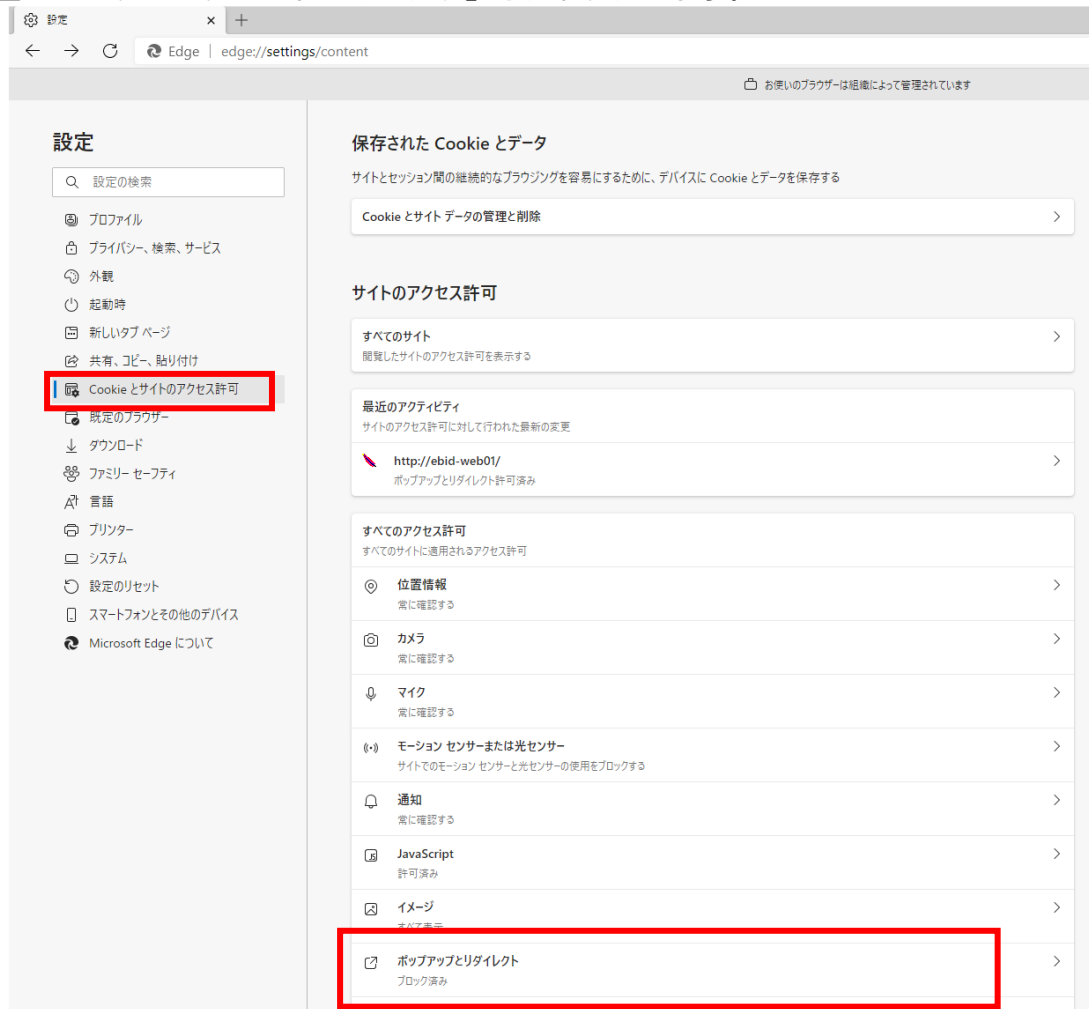 設定
Edge | edge://settings/content
お使いのブラウザーは組織によって管理されています
設定
設定の検索
プロファイル
プライバシー、検索、サービス
外観
起動時
新しいタブ ページ
共有、コピー、貼り付け
Cookie とサイトのアクセス許可
既定のブラウザー
ダウンロード
ファミリー セーフティ
言語
プリンター
システム
設定のリセット
スマートフォンとその他のデバイス
Microsoft Edge について
保存された Cookie とデータ
サイトとセッション間の継続的なブラウジングを容易にするために、デバイスに Cookie とデータを保存する
Cookie とサイト データの管理と削除
サイトのアクセス許可
すべてのサイト
閲覧したサイトのアクセス許可を表示する
最近のアクティビティ
サイトのアクセス許可に対して行われた最新の変更
http://ebid-web01/
ポップアップとリダイレクト許可済み
すべてのアクセス許可
すべてのサイトに適用されるアクセス許可
位置情報
常に確認する
カメラ
常に確認する
マイク
常に確認する
モーション センサーまたは光センサー
サイトでのモーション センサーと光センサーの使用をブロックする
通知
常に確認する
JavaScript
許可済み
イメージ
すべて表示
ポップアップとリダイレクト
ブロック済み